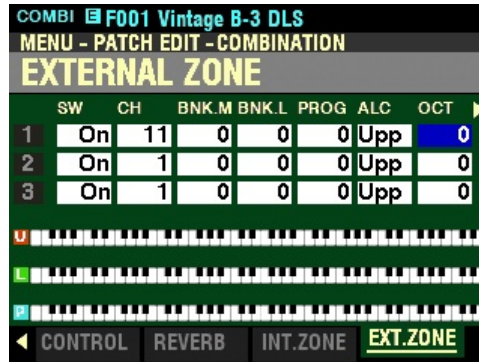 COMBI E F001 Vintage B-3 DLS
MENU - PATCH EDIT - COMBINATION
EXTERNAL ZONE
SW CH BNK.M BNK.L PROG ALC OCT
1 On 11 0 0 0 Upp 0
2 On 1 0 0 0 Upp 0
3 On 1 0 0 0 Upp 0
U
L
P
CONTROL REVERB INT.ZONE EXT.ZONE